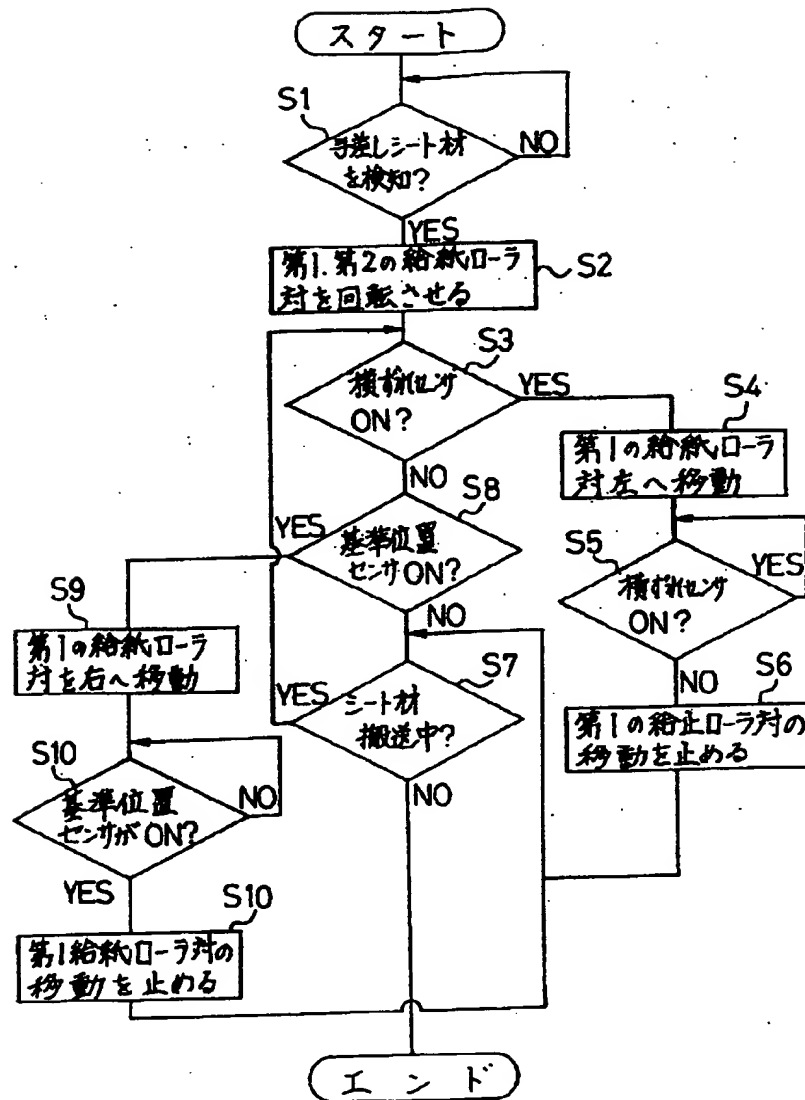 スタート
S1
手差しシート材
を検知?
NO
YES
第1.第2の給紙ローラ
対を回転させる
S2
S3
横ずれセンサ
ON?
YES
NO
S4
第1の給紙ローラ
対左へ移動
S5
横ずれセンサ
ON?
YES
NO
S6
第1の給止ローラ対の
移動を止める
S8
基準位置
センサON?
YES
NO
S9
第1の給紙ローラ
対を右へ移動
S7
シート材
搬送中?
YES
NO
S10
基準位置
センサがON?
NO
YES
S10
第1給紙ローラ対の
移動を止める
エンド